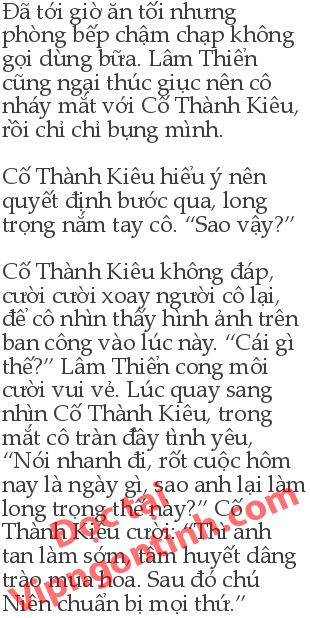 Đã tới giờ ăn tối nhưng
phòng bếp chậm chạp không
gọi dùng bữa. Lâm Thiển
cũng ngại thúc giục nên cô
nháy mắt với Cố Thành Kiêu,
rồi chỉ chỉ bụng mình.

Cố Thành Kiêu hiểu ý nên
quyết định bước qua, long
trọng nắm tay cô. “Sao vậy?”

Cố Thành Kiêu không đáp,
cười cười xoay người cô lại,
để cô nhìn thấy hình ảnh trên
ban công vào lúc này. “Cái gì
thế?” Lâm Thiển cong môi
cười vui vẻ. Lúc quay sang
nhìn Cố Thành Kiêu, trong
mắt cô tràn đầy tình yêu,
“Nói nhanh đi, rốt cuộc hôm
nay là ngày gì, sao anh lại làm
long trọng thế này?” Cố
Thành Kiêu cười: “Thì anh
tan làm sớm, tâm huyết dâng
trào, mua hoa. Sau đó chú
Niên chuẩn bị mọi thứ.”
Đọc tại
Vipngontinh.com